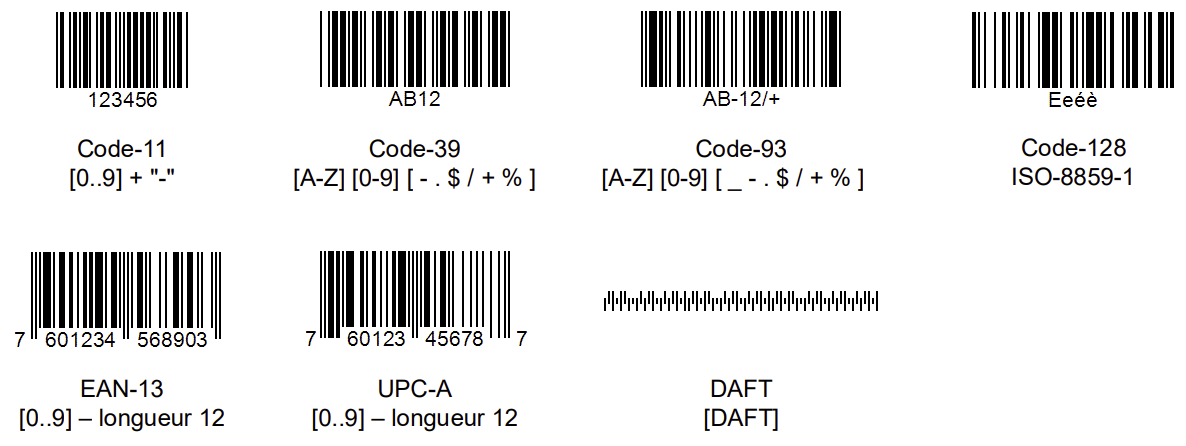 123456
Code-11
[0..9] + "-"
AB12
Code-39
[A-Z] [0-9] [ - . $ / + % ]
AB-12/+
Code-93
[A-Z] [0-9] [ _ - . $ / + % ]
Eeéè
Code-128
ISO-8859-1
7 601234 568903
EAN-13
[0..9] – longueur 12
7 60123 45678 7
UPC-A
[0..9] – longueur 12
DAFT
[DAFT]